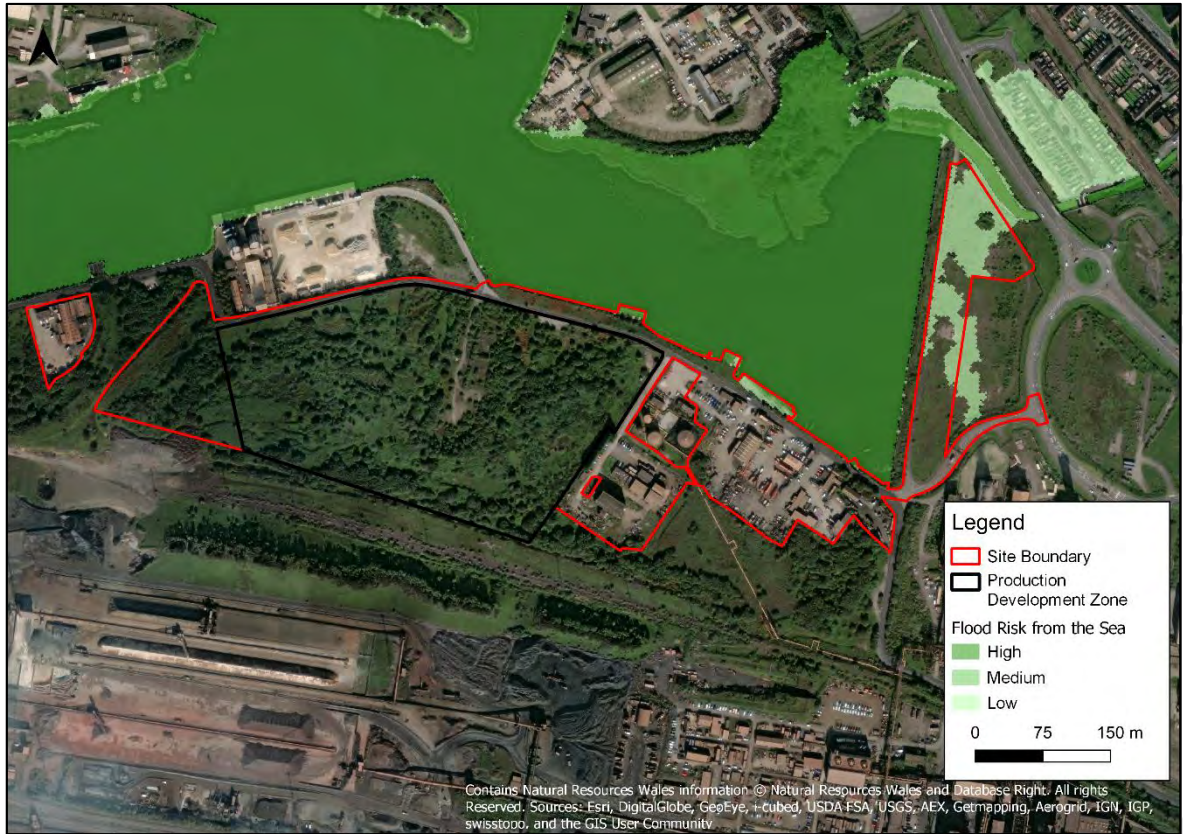 Legend
Site Boundary
Production
Development Zone
Flood Risk from the Sea
High
Medium
Low
0 75 150 m
Contains Natural Resources Wales information © Natural Resources Wales and Database Right. All rights
Reserved. Sources: Esri, DigitalGlobe, GeoEye, i-cubed, USDA FSA, USGS, AEX, Getmapping, Aerogrid, IGN, IGP,
swisstopo, and the GIS User Community